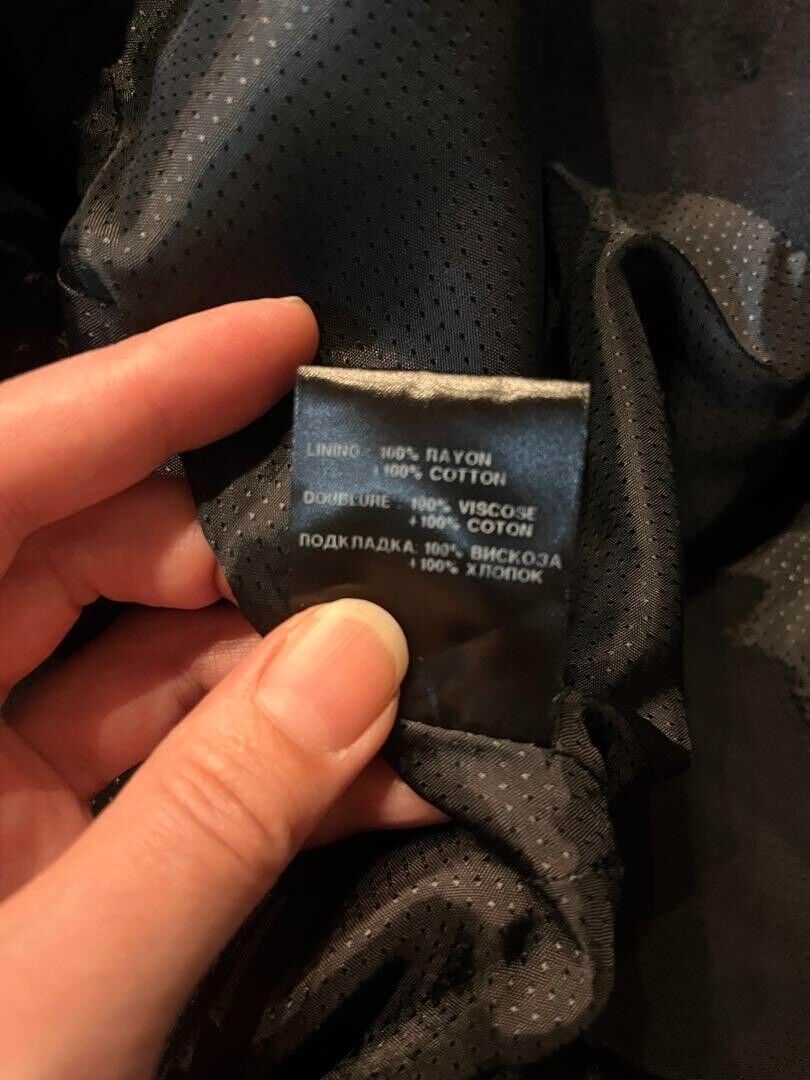 LINING : 100% RAYON
+100% COTTON
DOUBLURE : 100% VISCOSE
+100% COTON
ПОДКЛАДКА: 100% ВИСКОЗА
+100% ХЛОПОК